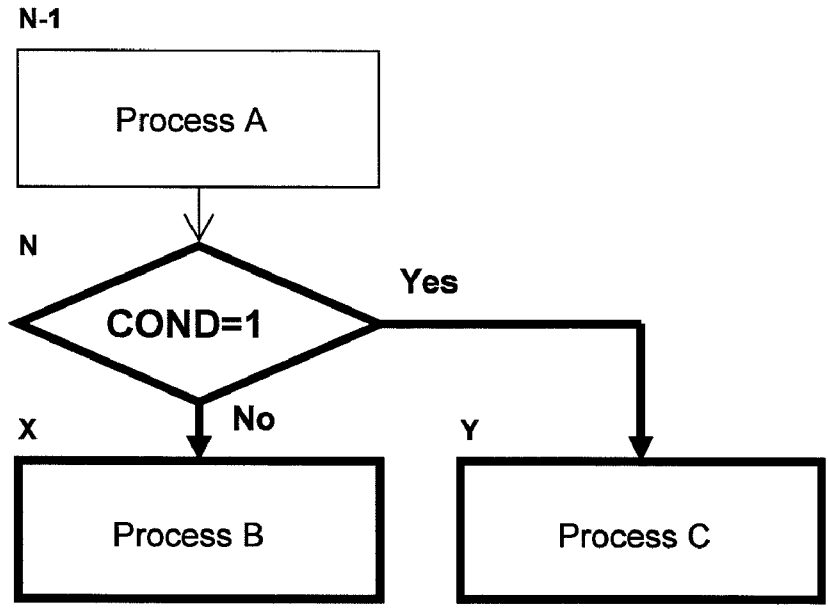 N-1
Process A
N
Yes
COND=1
No
X
Y
Process B
Process C